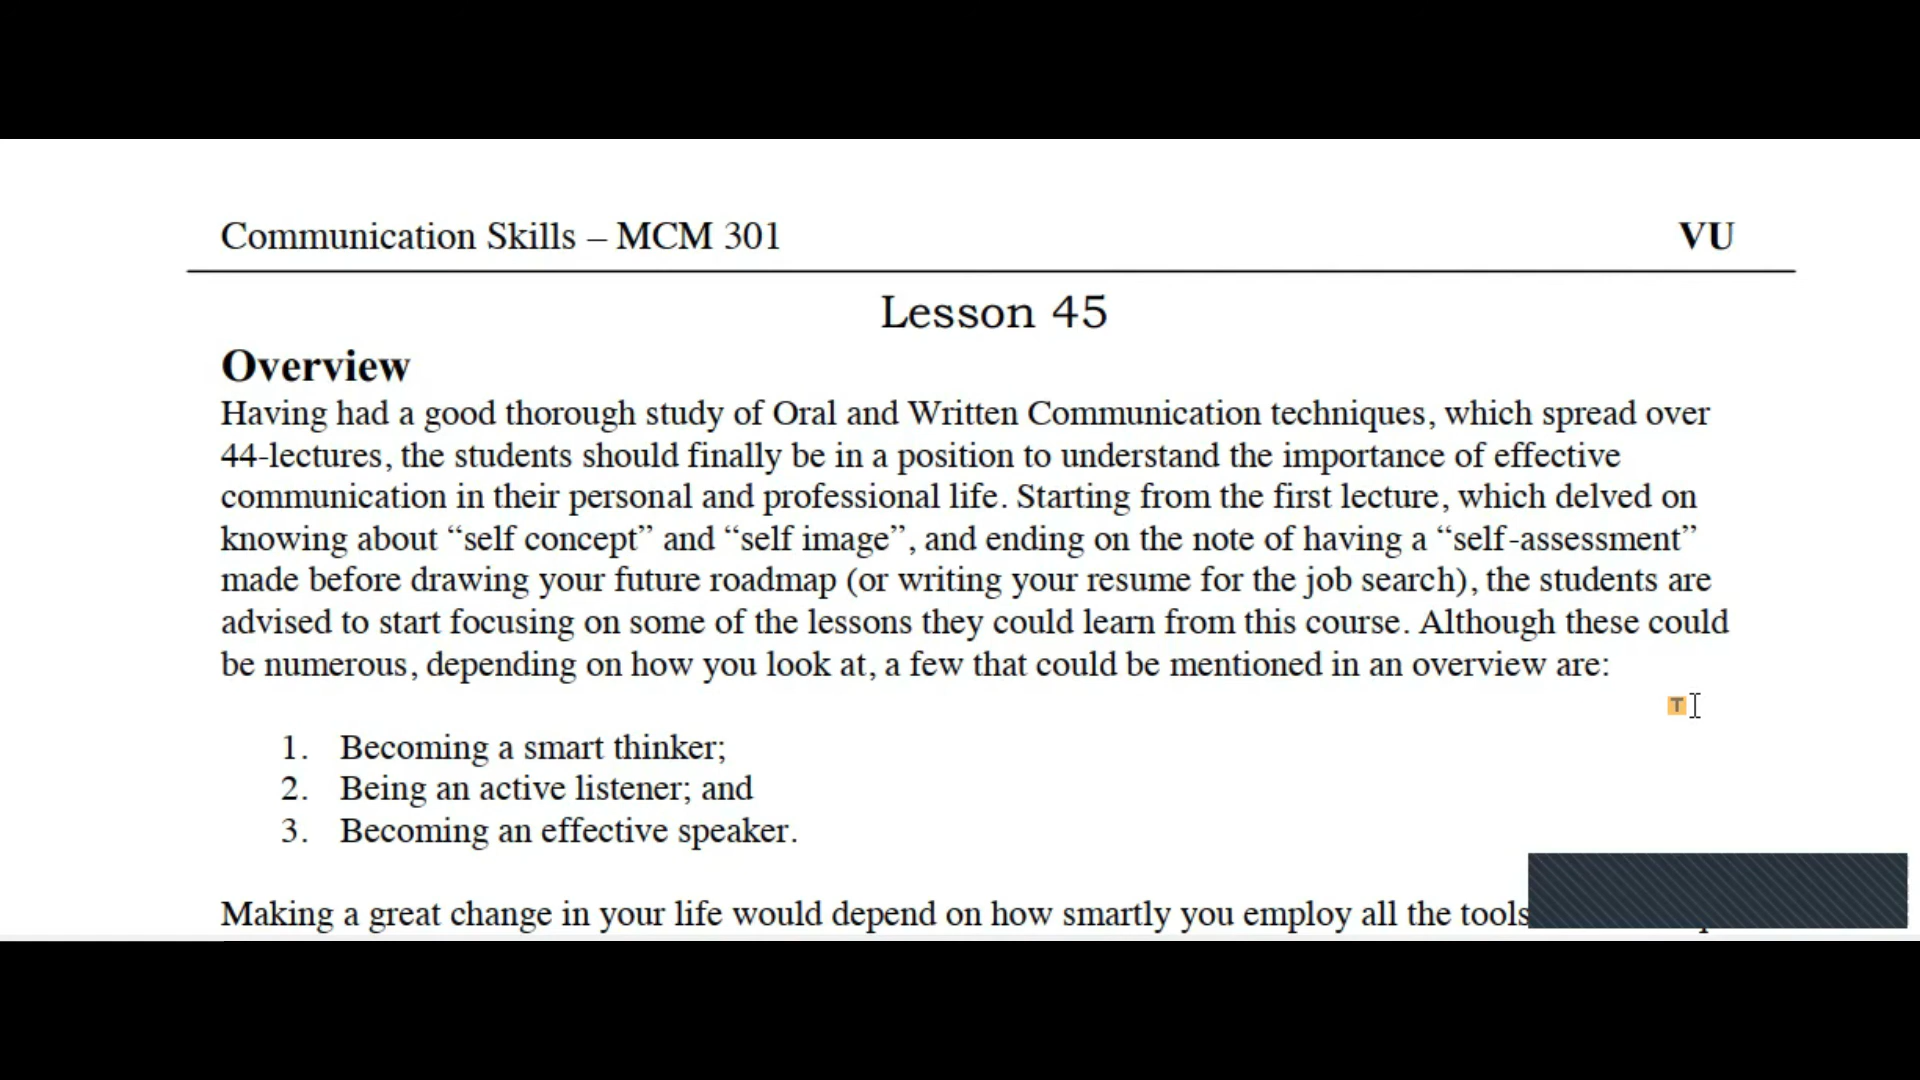 Communication Skills – MCM 301 VU
Lesson 45
Overview
Having had a good thorough study of Oral and Written Communication techniques, which spread over
44-lectures, the students should finally be in a position to understand the importance of effective
communication in their personal and professional life. Starting from the first lecture, which delved on
knowing about “self concept” and “self image”, and ending on the note of having a “self-assessment”
made before drawing your future roadmap (or writing your resume for the job search), the students are
advised to start focusing on some of the lessons they could learn from this course. Although these could
be numerous, depending on how you look at, a few that could be mentioned in an overview are:
T
1. Becoming a smart thinker;
2. Being an active listener; and
3. Becoming an effective speaker.
Making a great change in your life would depend on how smartly you employ all the tools